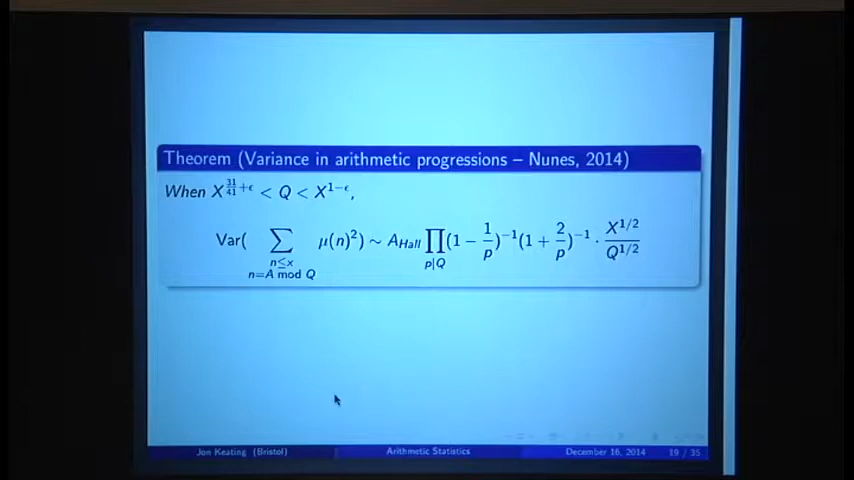 Theorem (Variance in arithmetic progressions – Nunes, 2014)
When X^{31/41+ϵ} < Q < X^{1−ϵ},
Var( ∑_{n≤x, n=A mod Q} μ(n)²) ∼ A_{Hall} ∏_{p|Q} (1 − 1/p)^{−1}(1 + 2/p)^{−1} · X^{1/2}/Q^{1/2}
Jon Keating (Bristol) Arithmetic Statistics December 16, 2014 19 / 35